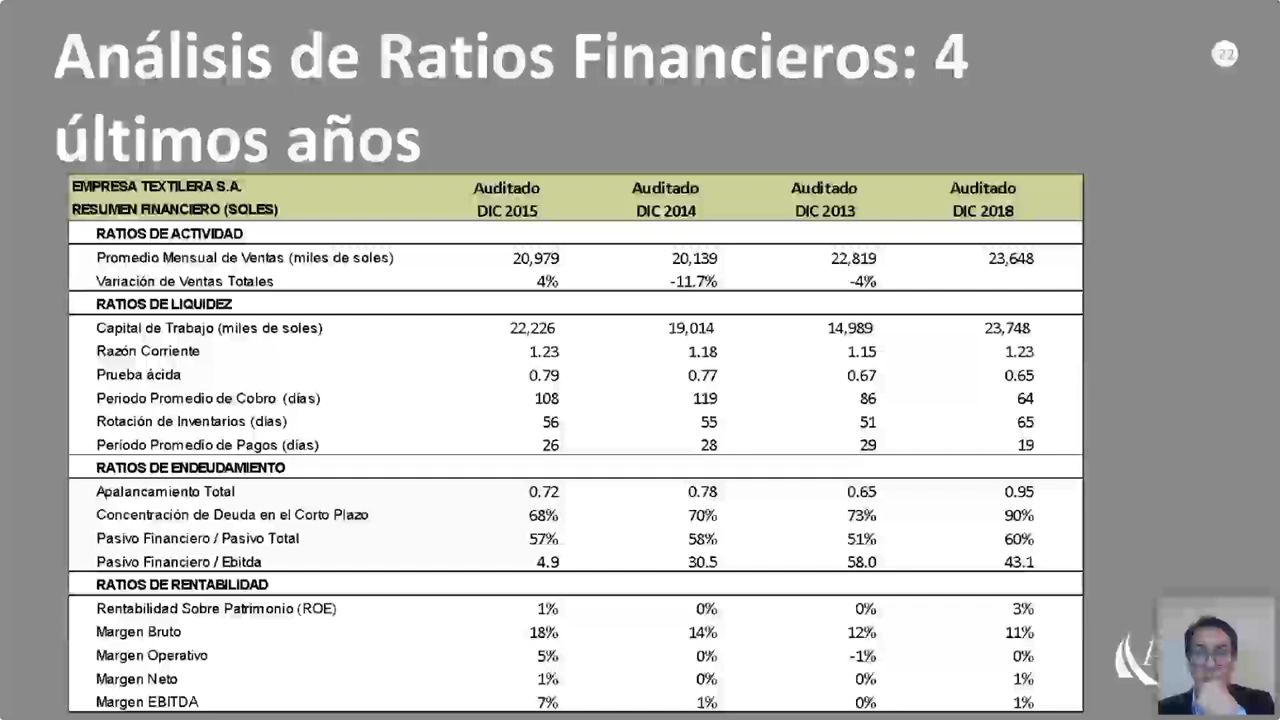 Análisis de Ratios Financieros: 4
últimos años
22
EMPRESA TEXTILERA S.A. Auditado Auditado Auditado Auditado
RESUMEN FINANCIERO (SOLES) DIC 2015 DIC 2014 DIC 2013 DIC 2018
RATIOS DE ACTIVIDAD
Promedio Mensual de Ventas (miles de soles) 20,979 20,139 22,819 23,648
Variación de Ventas Totales 4% -11.7% -4%
RATIOS DE LIQUIDEZ
Capital de Trabajo (miles de soles) 22,226 19,014 14,989 23,748
Razón Corriente 1.23 1.18 1.15 1.23
Prueba ácida 0.79 0.77 0.67 0.65
Periodo Promedio de Cobro (días) 108 119 86 64
Rotación de Inventarios (días) 56 55 51 65
Período Promedio de Pagos (días) 26 28 29 19
RATIOS DE ENDEUDAMIENTO
Apalancamiento Total 0.72 0.78 0.65 0.95
Concentración de Deuda en el Corto Plazo 68% 70% 73% 90%
Pasivo Financiero / Pasivo Total 57% 58% 51% 60%
Pasivo Financiero / Ebitda 4.9 30.5 58.0 43.1
RATIOS DE RENTABILIDAD
Rentabilidad Sobre Patrimonio (ROE) 1% 0% 0% 3%
Margen Bruto 18% 14% 12% 11%
Margen Operativo 5% 0% -1% 0%
Margen Neto 1% 0% 0% 1%
Margen EBITDA 7% 1% 0% 1%